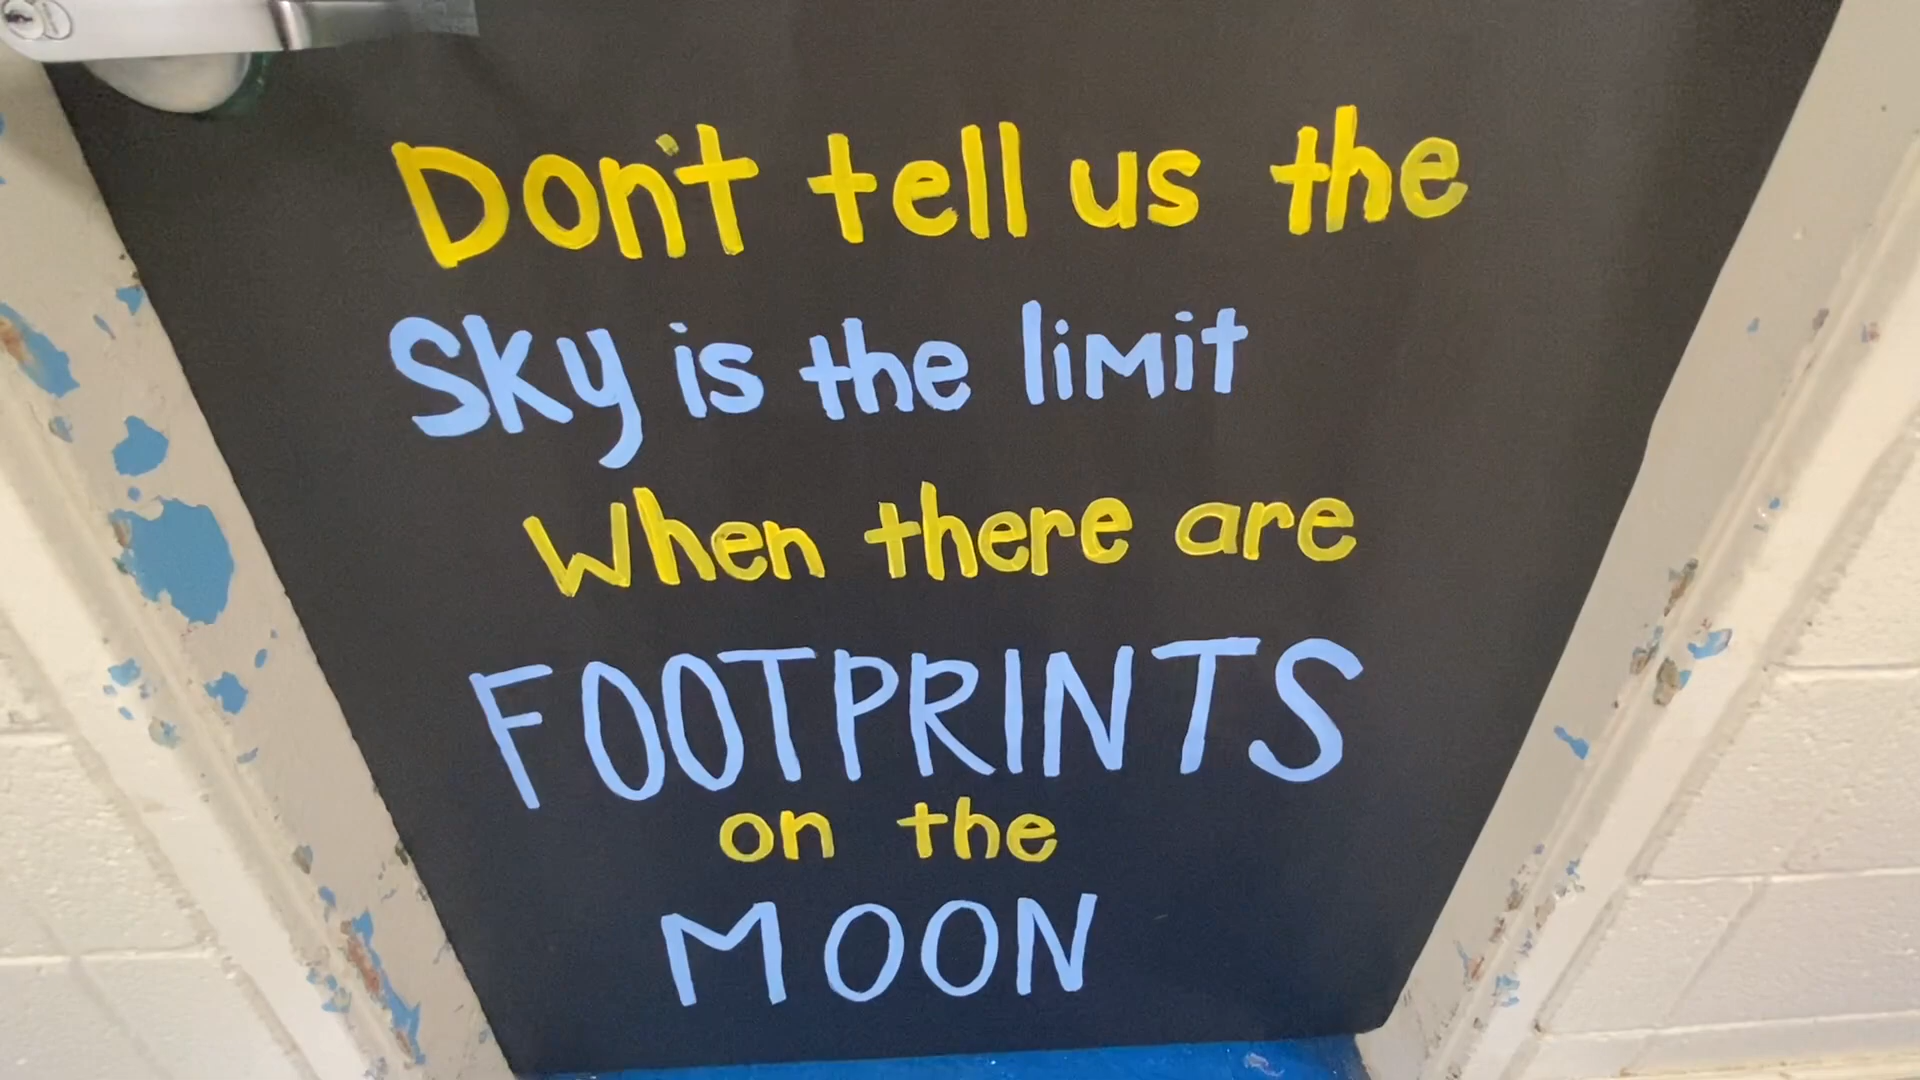 Don't tell us the
Sky is the liMit
When there are
FOOTPRINTS
on the
MOON